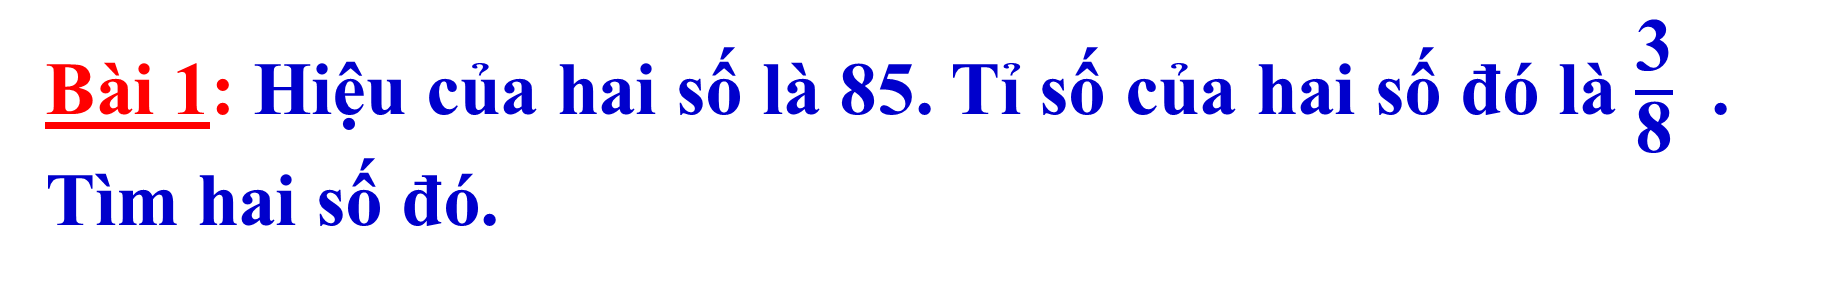 Bài 1: Hiệu của hai số là 85. Tỉ số của hai số đó là 3/8 .
Tìm hai số đó.